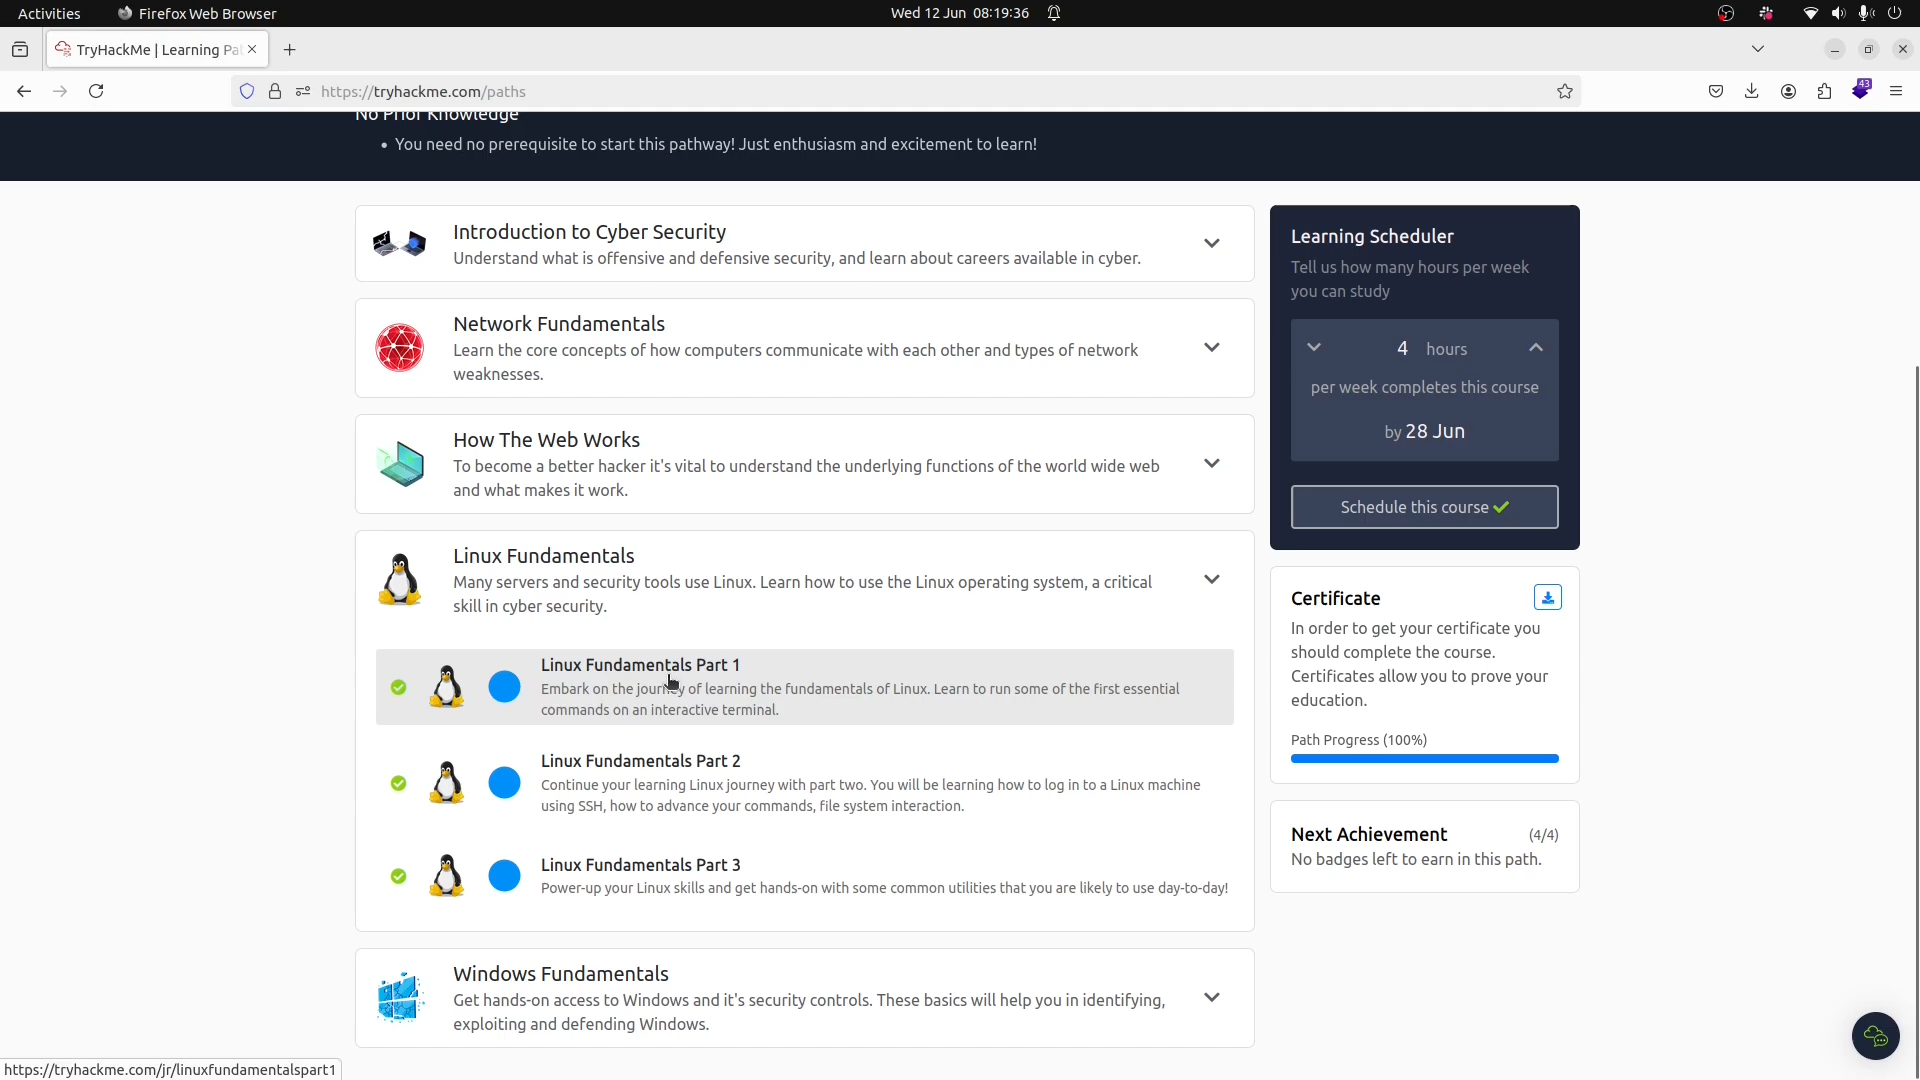 Activities
Firefox Web Browser
Wed 12 Jun 08:19:36
TryHackMe | Learning Pa
https://tryhackme.com/paths
43
No Prior Knowledge
You need no prerequisite to start this pathway! Just enthusiasm and excitement to learn!
Introduction to Cyber Security
Understand what is offensive and defensive security, and learn about careers available in cyber.
Network Fundamentals
Learn the core concepts of how computers communicate with each other and types of network
weaknesses.
How The Web Works
To become a better hacker it's vital to understand the underlying functions of the world wide web
and what makes it work.
Linux Fundamentals
Many servers and security tools use Linux. Learn how to use the Linux operating system, a critical
skill in cyber security.
Linux Fundamentals Part 1
Embark on the journey of learning the fundamentals of Linux. Learn to run some of the first essential
commands on an interactive terminal.
Linux Fundamentals Part 2
Continue your learning Linux journey with part two. You will be learning how to log in to a Linux machine
using SSH, how to advance your commands, file system interaction.
Linux Fundamentals Part 3
Power-up your Linux skills and get hands-on with some common utilities that you are likely to use day-to-day!
Windows Fundamentals
Get hands-on access to Windows and it's security controls. These basics will help you in identifying,
exploiting and defending Windows.
Learning Scheduler
Tell us how many hours per week
you can study
4 hours
per week completes this course
by 28 Jun
Schedule this course
Certificate
In order to get your certificate you
should complete the course.
Certificates allow you to prove your
education.
Path Progress (100%)
Next Achievement (4/4)
No badges left to earn in this path.
https://tryhackme.com/jr/linuxfundamentalspart1